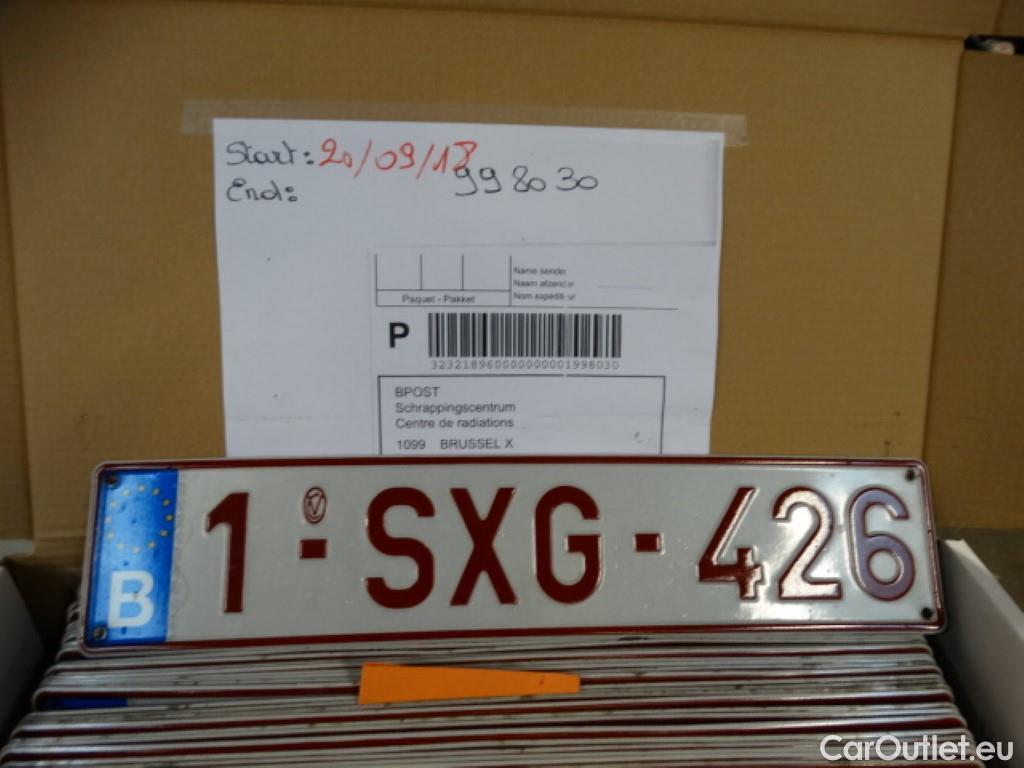 Start: 20/09/18
End: 998030
Name sender
Naam afzender
Nom expéditeur
Paquet - Pakket
P
32321896000000000001998030
BPOST
Schrappingscentrum
Centre de radiations
1099 BRUSSEL X
B 1-SXG-426
CarOutlet.eu